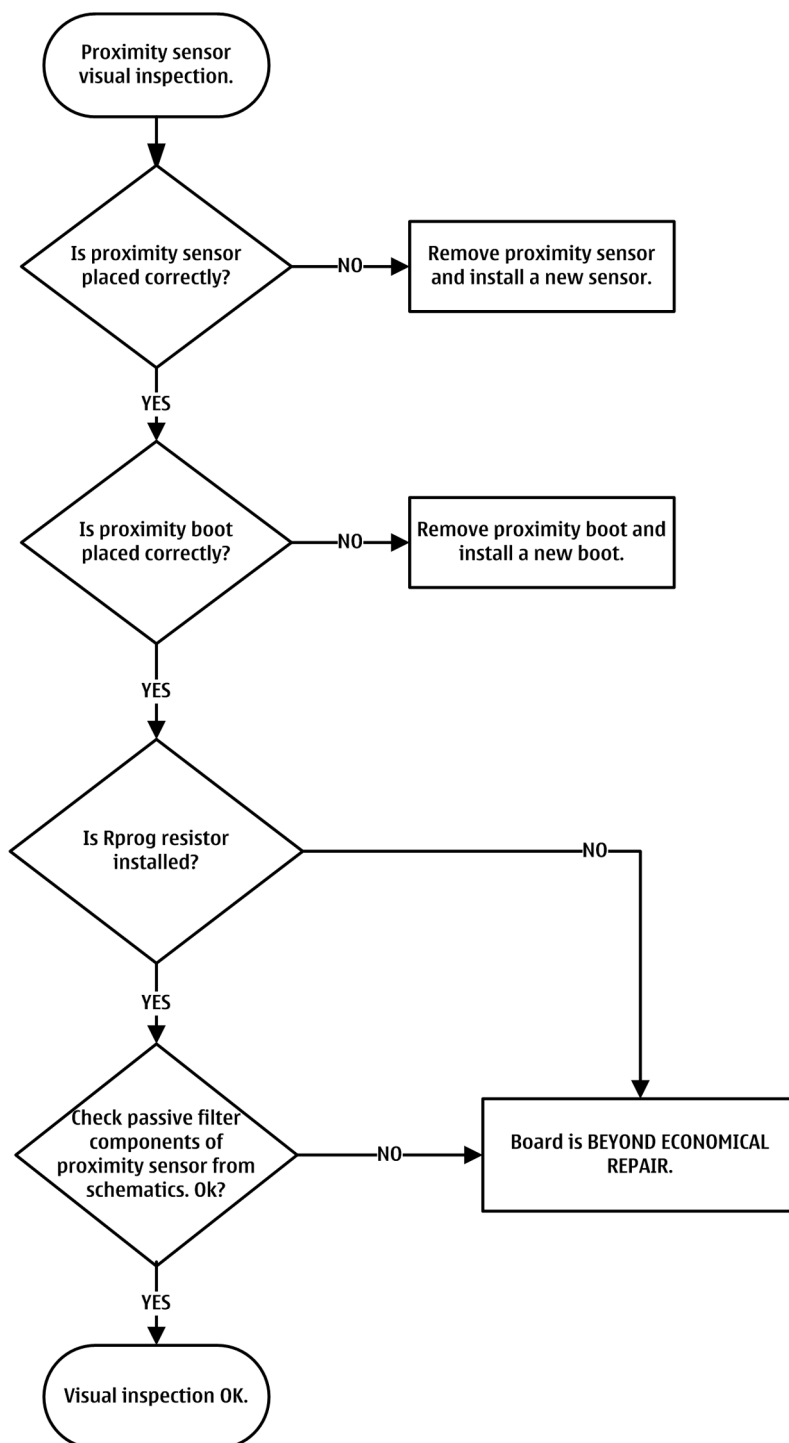 Proximity sensor
visual inspection.
Is proximity sensor
placed correctly?
NO
Remove proximity sensor
and install a new sensor.
YES
Is proximity boot
placed correctly?
NO
Remove proximity boot and
install a new boot.
YES
Is Rprog resistor
installed?
NO
YES
Check passive filter
components of
proximity sensor from
schematics. Ok?
NO
Board is BEYOND ECONOMICAL
REPAIR.
YES
Visual inspection OK.